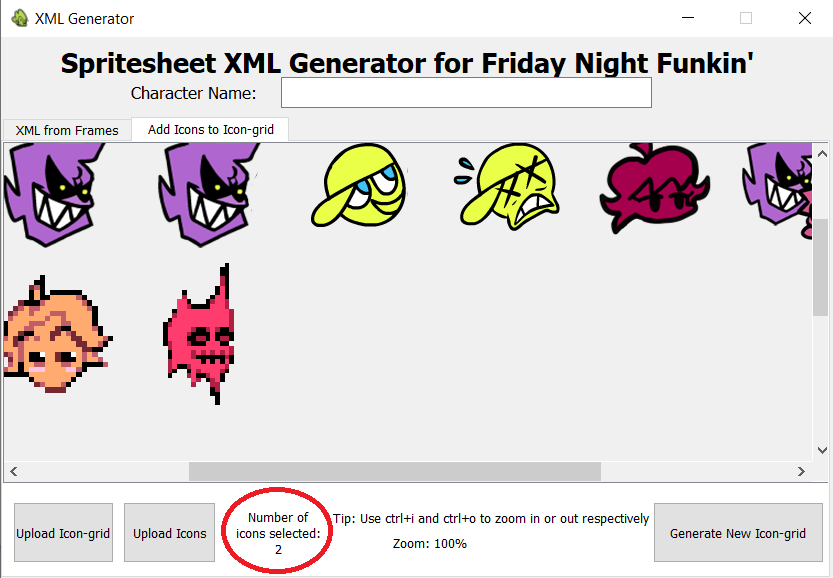 XML Generator
Spritesheet XML Generator for Friday Night Funkin'
Character Name:
XML from Frames
Add Icons to Icon-grid
Upload Icon-grid
Upload Icons
Number of
icons selected:
2
Tip: Use ctrl+i and ctrl+o to zoom in or out respectively
Zoom: 100%
Generate New Icon-grid